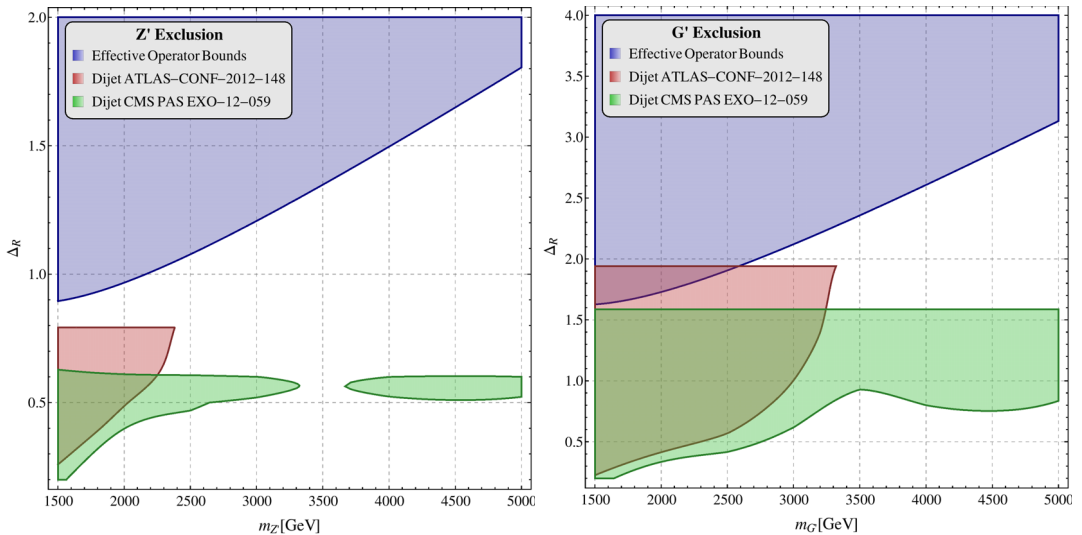 Z' Exclusion
Effective Operator Bounds
Dijet ATLAS-CONF-2012-148
Dijet CMS PAS EXO-12-059
2.0
1.5
1.0
0.5
Δ_R
1500 2000 2500 3000 3500 4000 4500 5000
m_Z' [GeV]
G' Exclusion
Effective Operator Bounds
Dijet ATLAS-CONF-2012-148
Dijet CMS PAS EXO-12-059
4.0
3.5
3.0
2.5
2.0
1.5
1.0
0.5
Δ_R
1500 2000 2500 3000 3500 4000 4500 5000
m_G' [GeV]